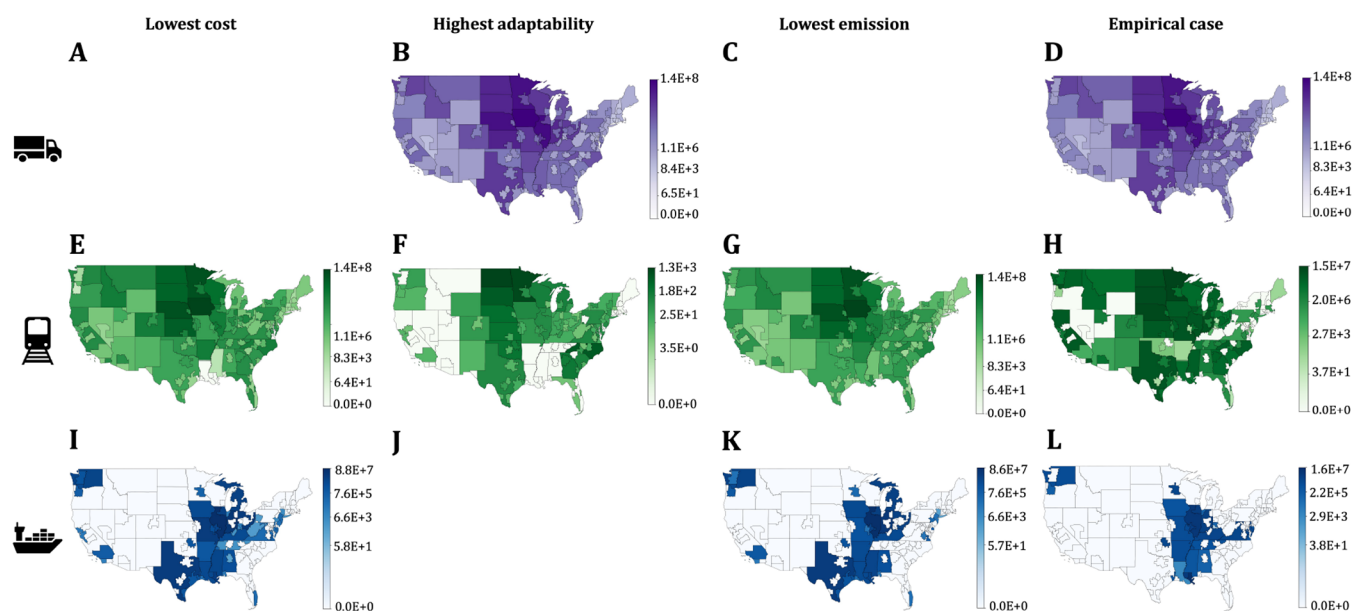 Lowest cost
Highest adaptability
Lowest emission
Empirical case
A
B
C
D
1.4E+8
1.1E+6
8.4E+3
6.5E+1
0.0E+0
1.4E+8
1.1E+6
8.3E+3
6.4E+1
0.0E+0
E
F
G
H
1.4E+8
1.1E+6
8.3E+3
6.4E+1
0.0E+0
1.3E+3
1.8E+2
2.5E+1
3.5E+0
0.0E+0
1.4E+8
1.1E+6
8.3E+3
6.4E+1
0.0E+0
1.5E+7
2.0E+6
2.7E+3
3.7E+1
0.0E+0
I
J
K
L
8.8E+7
7.6E+5
6.6E+3
5.8E+1
0.0E+0
8.6E+7
7.6E+5
6.6E+3
5.7E+1
0.0E+0
1.6E+7
2.2E+5
2.9E+3
3.8E+1
0.0E+0